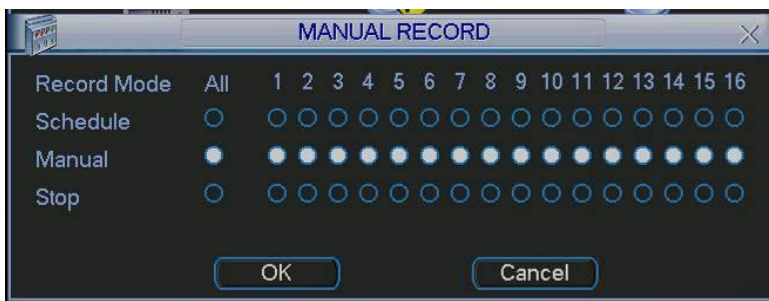 MANUAL RECORD
Record Mode All 1 2 3 4 5 6 7 8 9 10 11 12 13 14 15 16
Schedule
Manual
Stop
OK Cancel